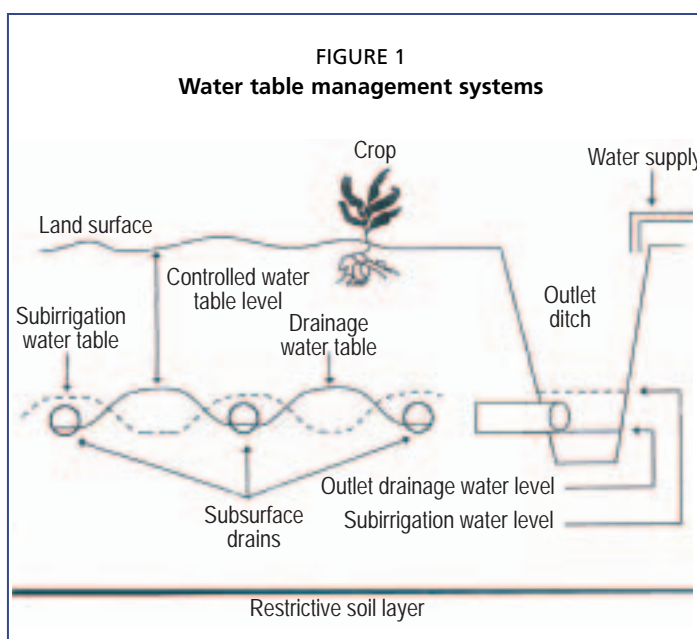 FIGURE 1
Water table management systems
Crop
Water supply
Land surface
Controlled water
table level
Outlet
ditch
Subirrigation
water table
Drainage
water table
Outlet drainage water level
Subsurface
drains
Subirrigation water level
Restrictive soil layer